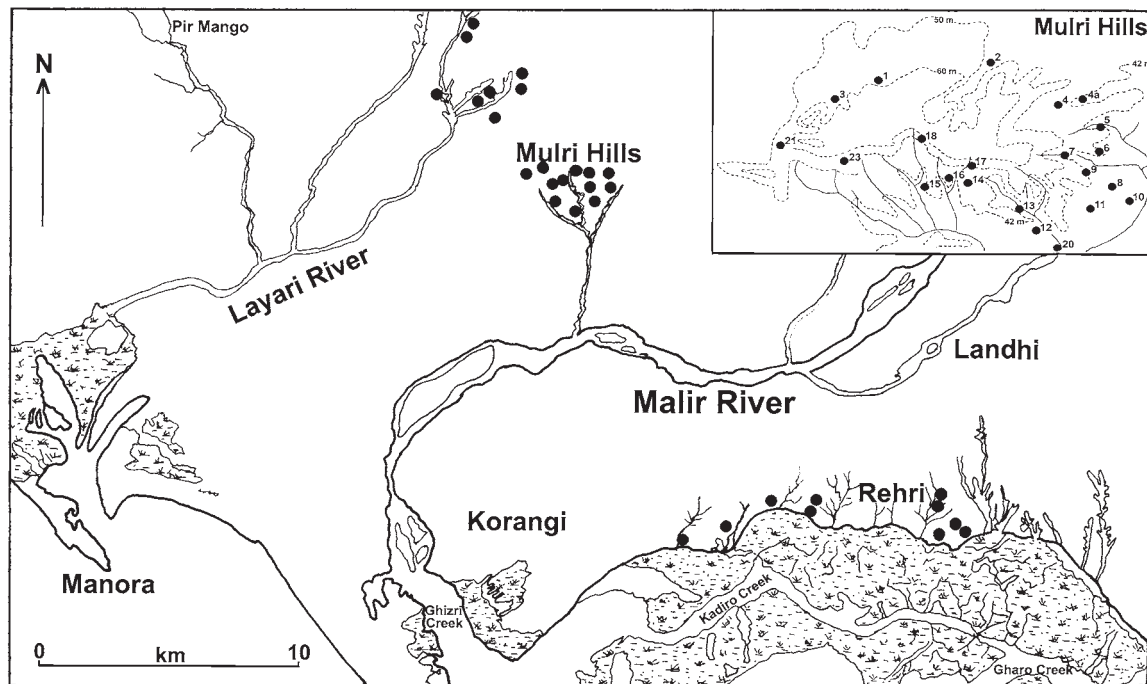 Pir Mango
N
Mulri Hills
Layari River
Malir River
Landhi
Korangi
Rehri
Manora
Ghizri
Creek
Kadiro Creek
Gharo Creek
0 10
km
Mulri Hills
50 m
60 m
42 m
42 m
1
2
3
4
4a
5
6
7
8
9
10
11
12
13
14
15
16
17
18
20
21
23